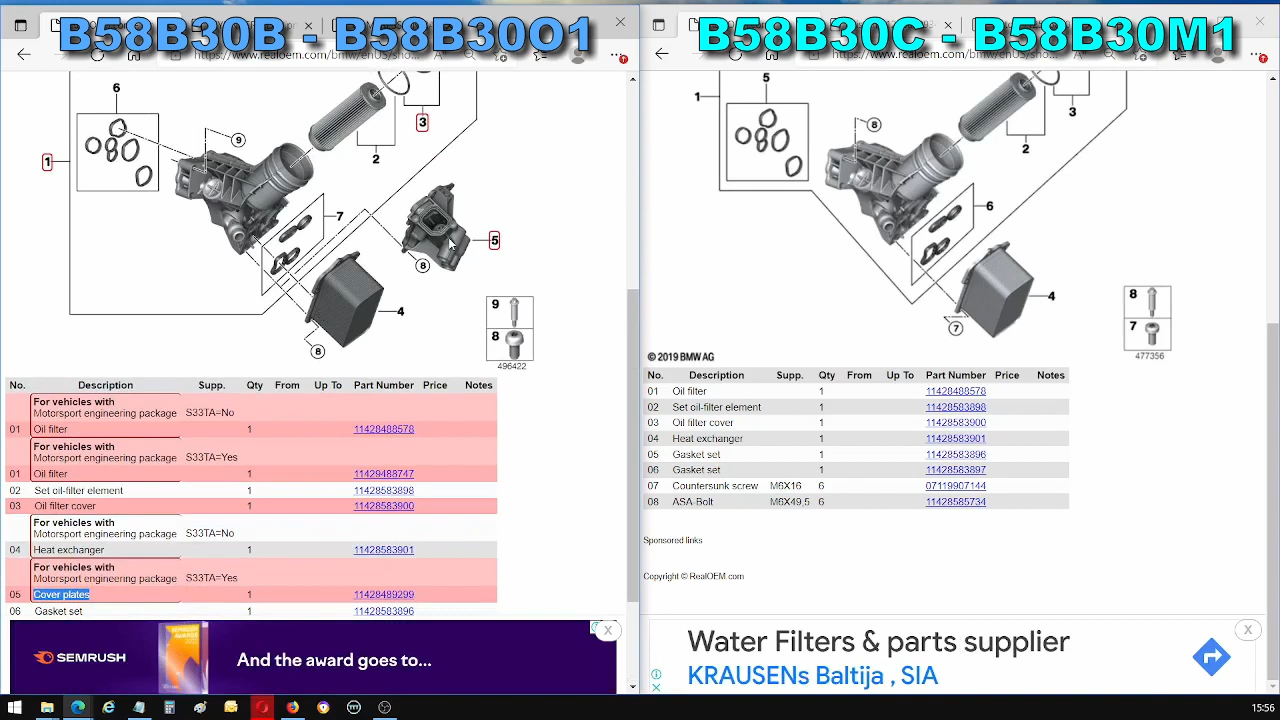 B58B30B - B58B30O1
B58B30C - B58B30M1
https://www.realoem.com/bmw/enUS/sho
https://www.realoem.com/bmw/enUS/sho
6
9
3
1
2
7
5
8
4
8
9
8
496422
5
1
8
3
2
6
4
7
8
7
477356
© 2019 BMW AG
No. Description Supp. Qty From Up To Part Number Price Notes
For vehicles with
Motorsport engineering package S33TA=No
01 Oil filter 1 11428488578
For vehicles with
Motorsport engineering package S33TA=Yes
01 Oil filter 1 11429488747
02 Set oil-filter element 1 11428583898
03 Oil filter cover 1 11428583900
For vehicles with
Motorsport engineering package S33TA=No
04 Heat exchanger 1 11428583901
For vehicles with
Motorsport engineering package S33TA=Yes
05 Cover plates 1 11428489299
06 Gasket set 1 11428583896
No. Description Supp. Qty From Up To Part Number Price Notes
01 Oil filter 1 11428488578
02 Set oil-filter element 1 11428583898
03 Oil filter cover 1 11428583900
04 Heat exchanger 1 11428583901
05 Gasket set 1 11428583896
06 Gasket set 1 11428583897
07 Countersunk screw M6X16 6 07119907144
08 ASA-Bolt M6X49,5 6 11428585734
Sponsored links
Copyright © RealOEM.com
SEMRUSH
And the award goes to...
X
Water Filters & parts supplier
KRAUSENs Baltija , SIA
X
15:56